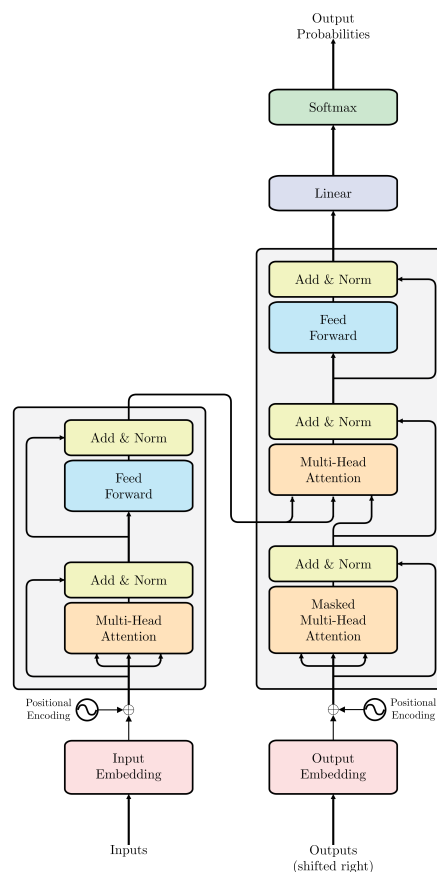 Output
Probabilities
Softmax
Linear
Add & Norm
Feed
Forward
Add & Norm
Multi-Head
Attention
Add & Norm
Masked
Multi-Head
Attention
Positional
Encoding
Output
Embedding
Outputs
(shifted right)
Add & Norm
Feed
Forward
Add & Norm
Multi-Head
Attention
Positional
Encoding
Input
Embedding
Inputs